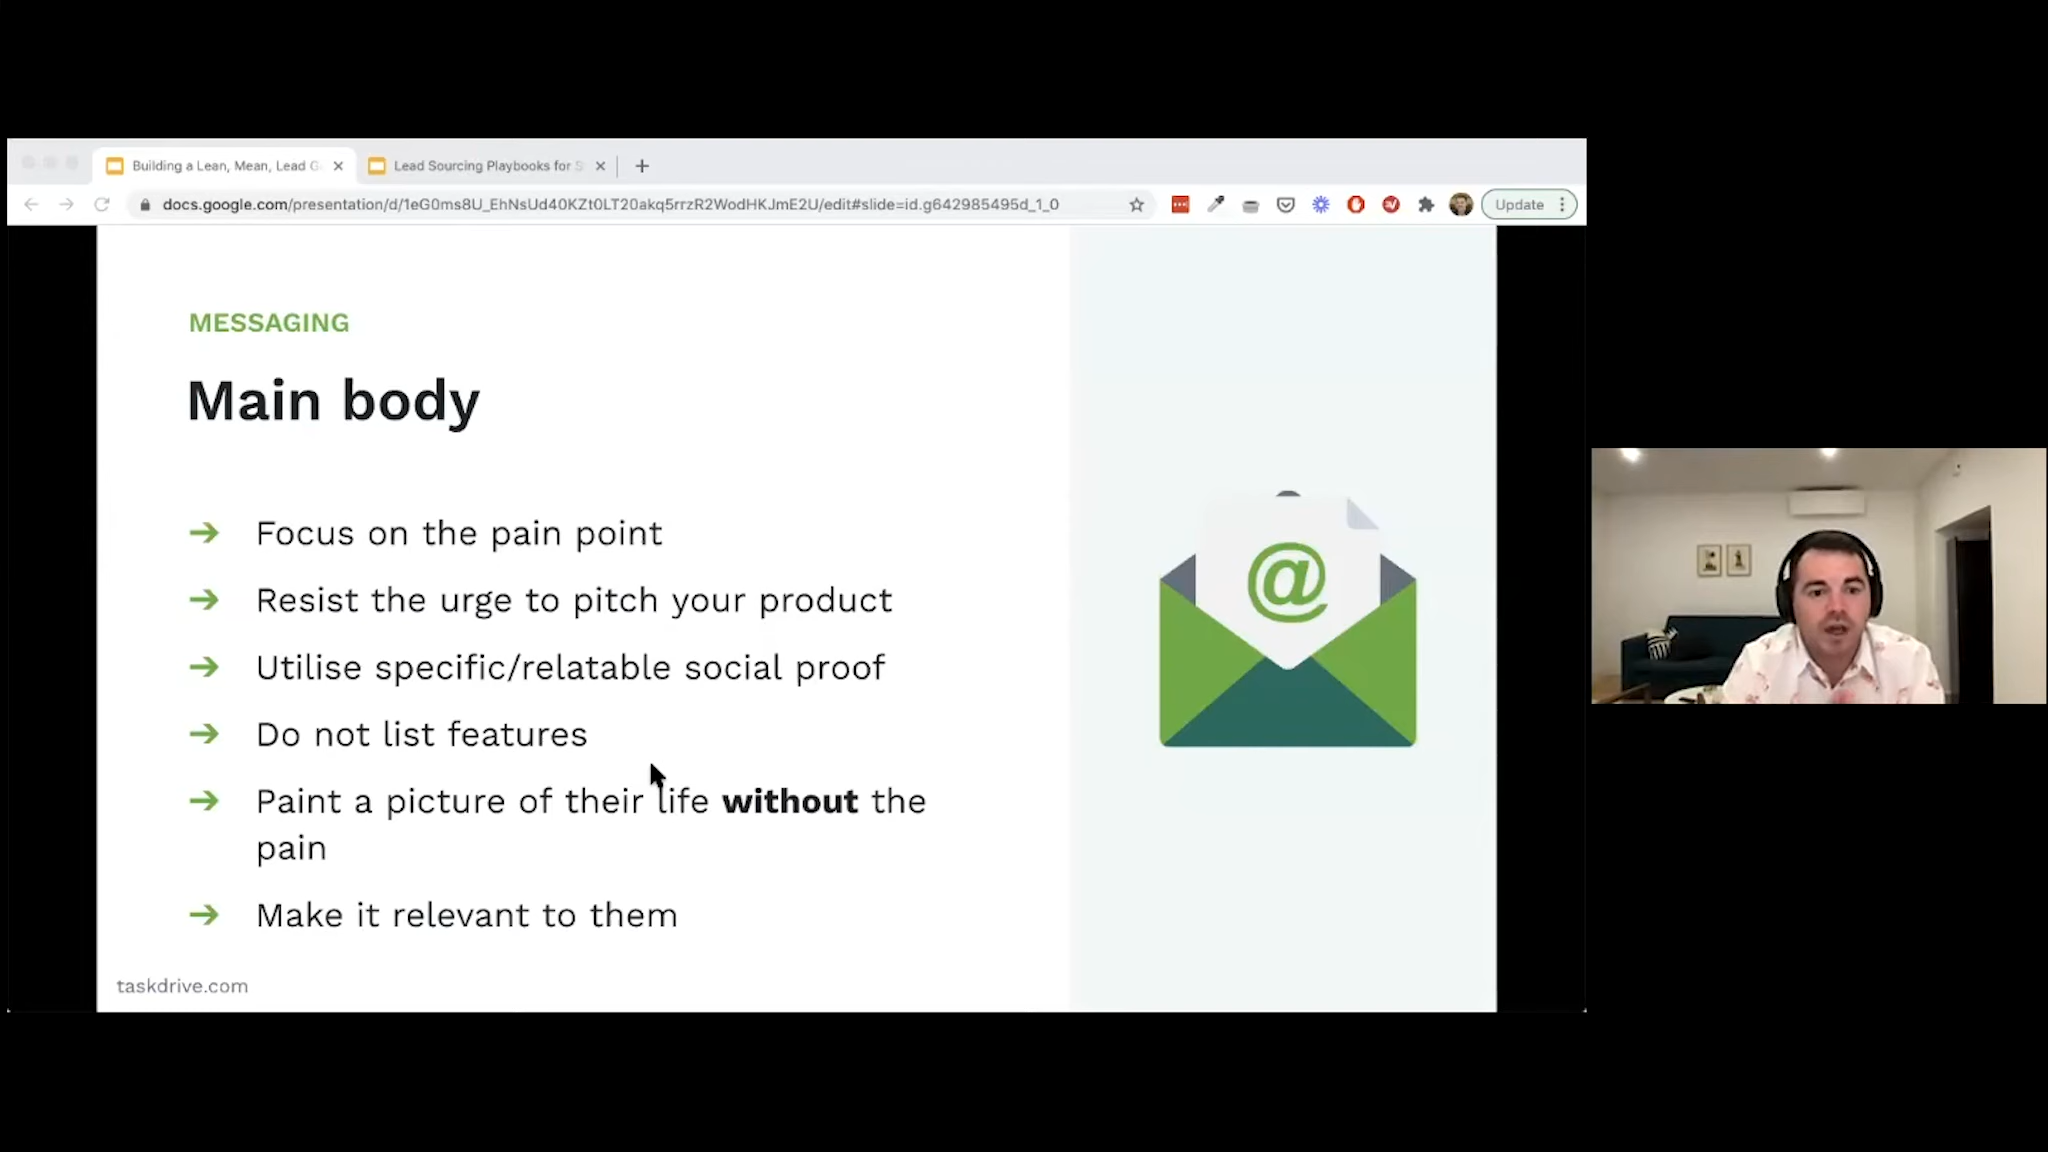 Building a Lean, Mean, Lead G
Lead Sourcing Playbooks for S
docs.google.com/presentation/d/1eG0ms8U_EhNsUd40KZt0LT20akq5rrzR2WodHKJmE2U/edit#slide=id.g642985495d_1_0
Update
MESSAGING
Main body
→ Focus on the pain point
→ Resist the urge to pitch your product
→ Utilise specific/relatable social proof
→ Do not list features
→ Paint a picture of their life without the
pain
→ Make it relevant to them
@
taskdrive.com